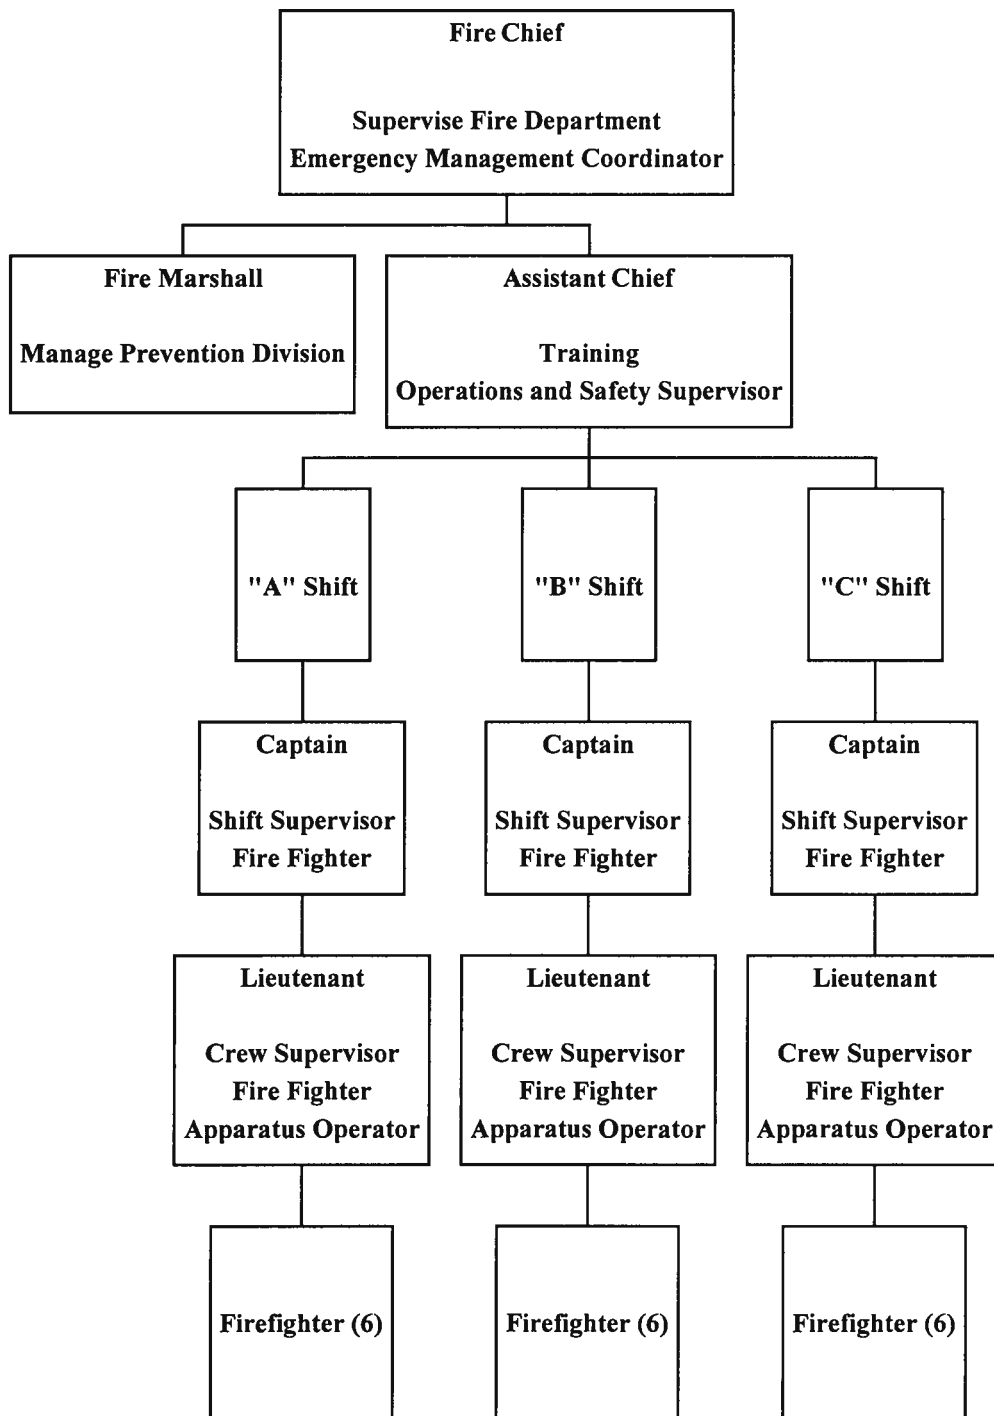 Fire Chief
Supervise Fire Department
Emergency Management Coordinator
Fire Marshall
Manage Prevention Division
Assistant Chief
Training
Operations and Safety Supervisor
"A" Shift
"B" Shift
"C" Shift
Captain
Shift Supervisor
Fire Fighter
Captain
Shift Supervisor
Fire Fighter
Captain
Shift Supervisor
Fire Fighter
Lieutenant
Crew Supervisor
Fire Fighter
Apparatus Operator
Lieutenant
Crew Supervisor
Fire Fighter
Apparatus Operator
Lieutenant
Crew Supervisor
Fire Fighter
Apparatus Operator
Firefighter (6)
Firefighter (6)
Firefighter (6)